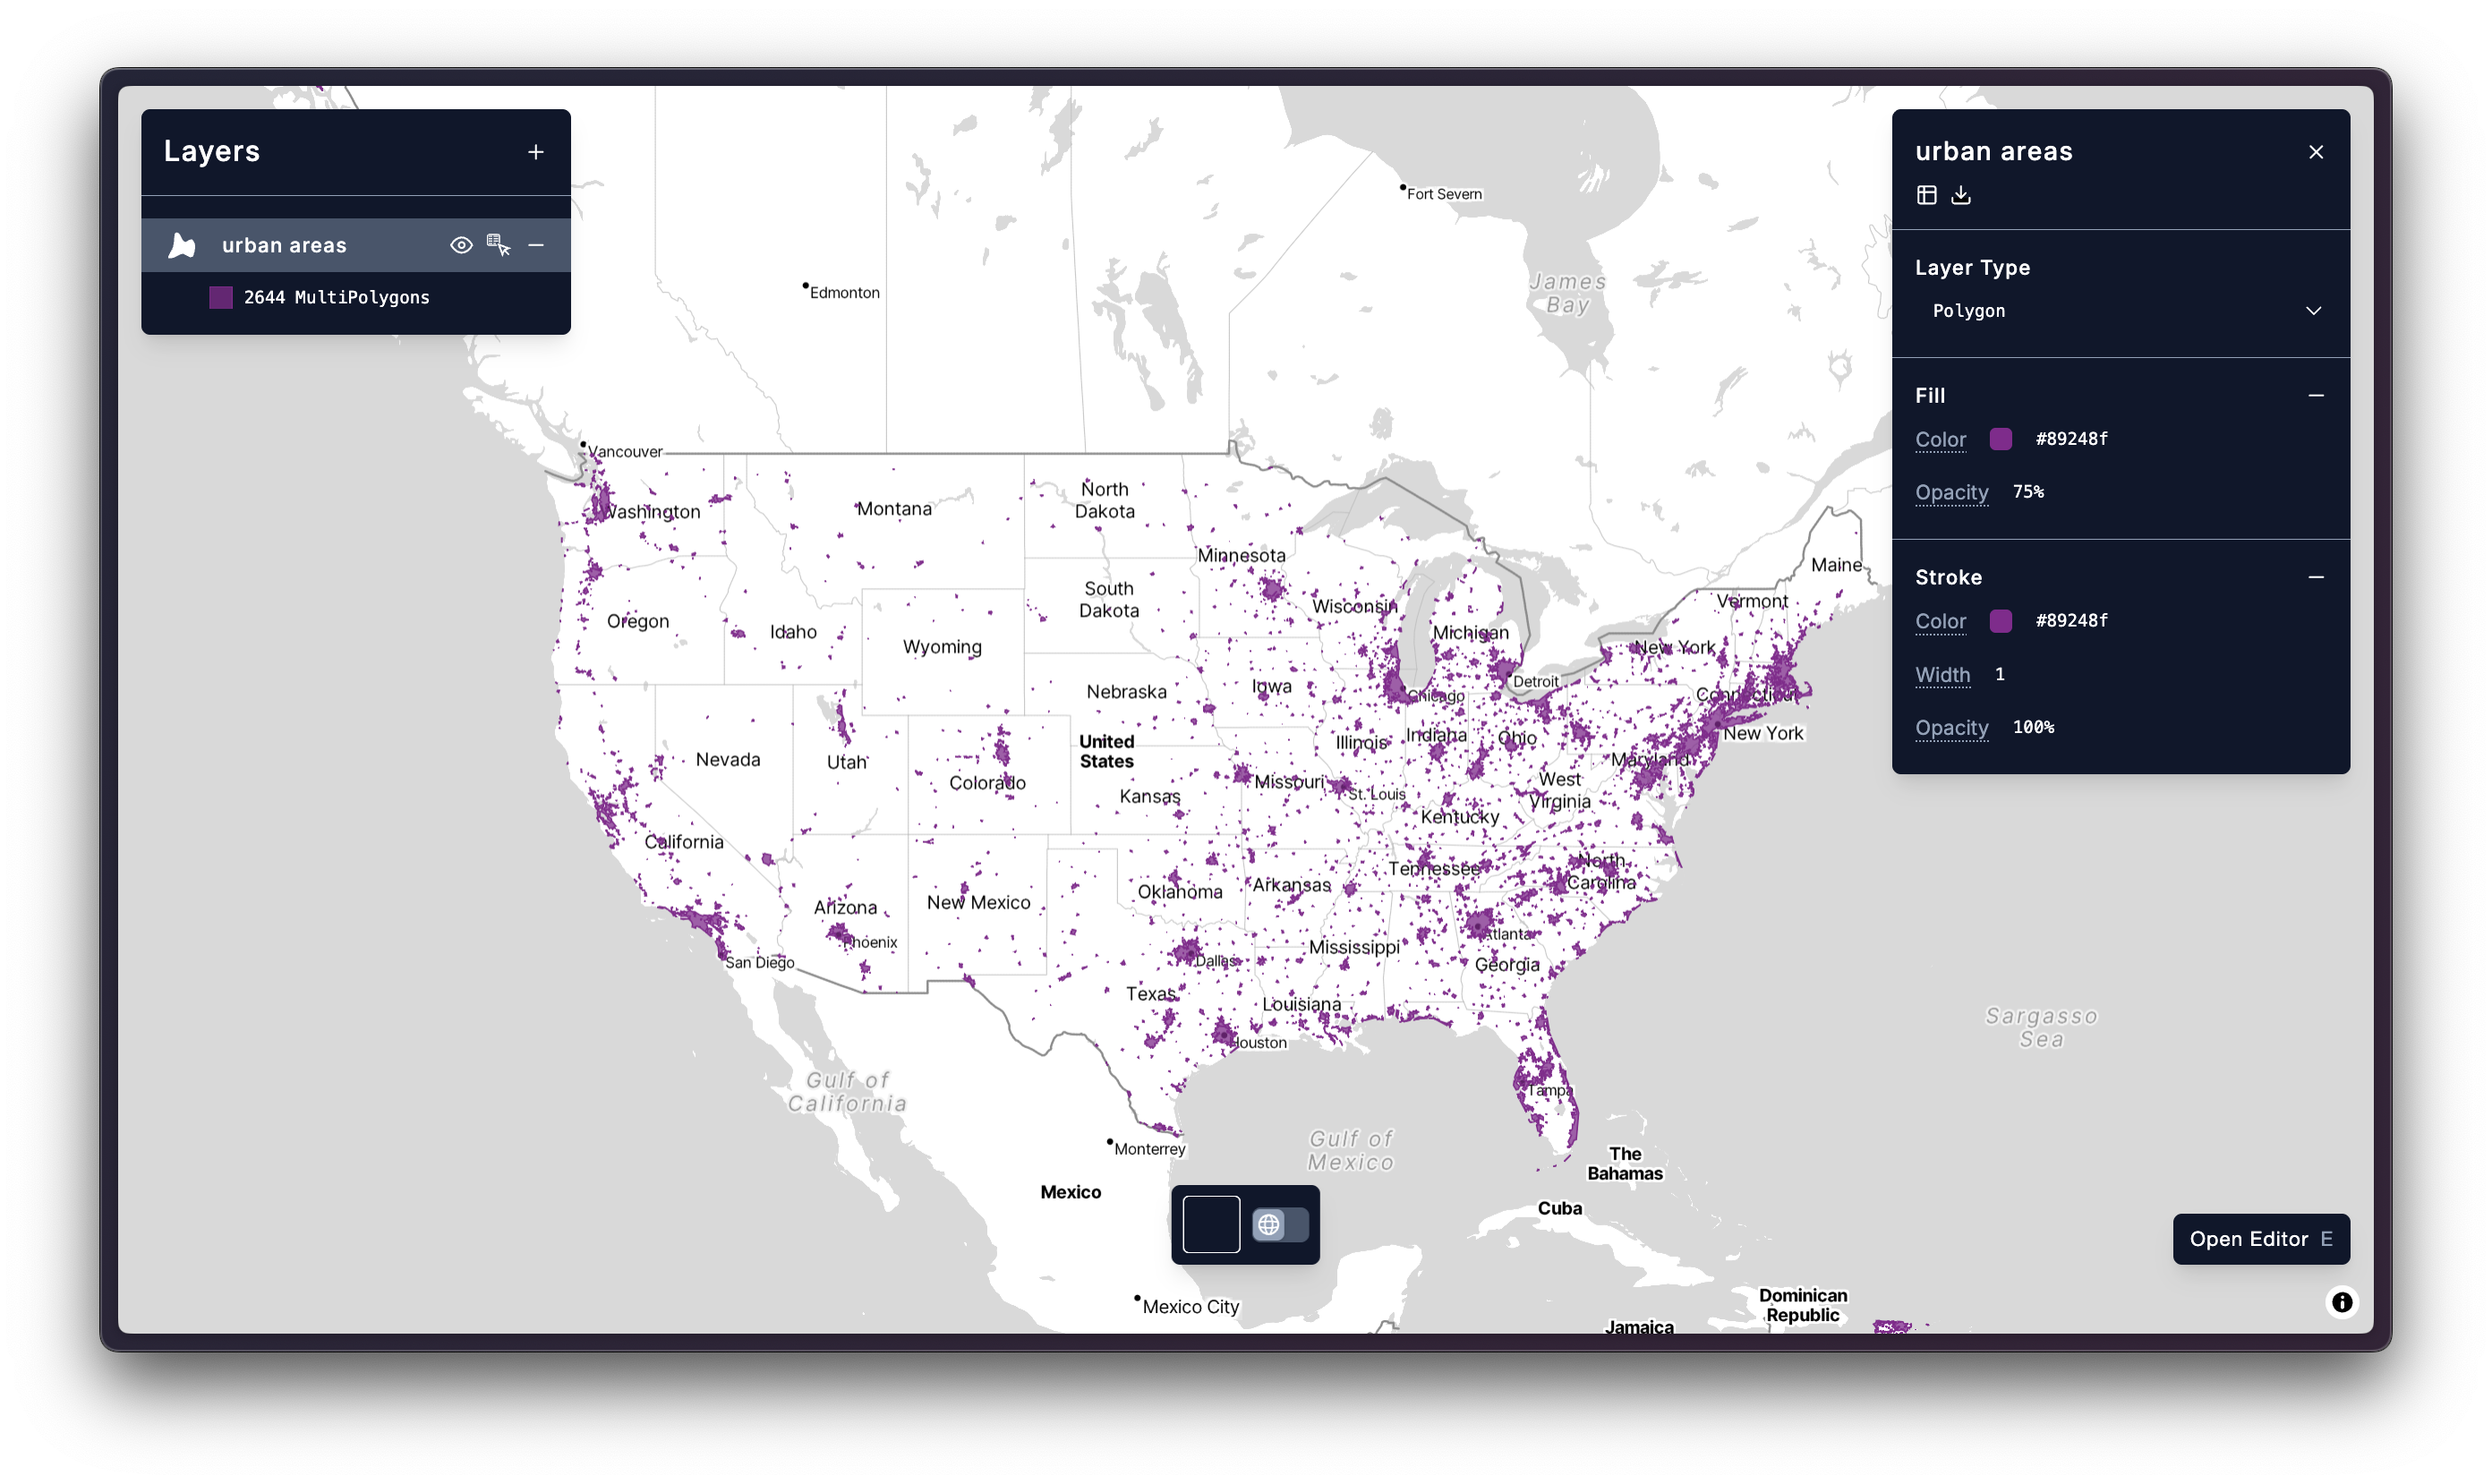 Layers
urban areas
2644 MultiPolygons
urban areas
Layer Type
Polygon
Fill
Color #89248f
Opacity 75%
Stroke
Color #89248f
Width 1
Opacity 100%
Fort Severn
James
Bay
Edmonton
Vancouver
Washington
Montana
North
Dakota
Minnesota
Maine
South
Dakota
Wisconsin
Vermont
Oregon
Idaho
Wyoming
Michigan
New York
Detroit
Nebraska
Iowa
Chicago
Connecticut
New York
United
States
Nevada
Utah
Colorado
Illinois
Indiana
Ohio
Maryland
Kansas
Missouri
St. Louis
West
Virginia
Kentucky
California
Tennessee
North
Carolina
Arizona
New Mexico
Oklahoma
Arkansas
Phoenix
San Diego
Dallas
Mississippi
Atlanta
Georgia
Texas
Louisiana
Houston
Tampa
Sargasso
Sea
Gulf of
California
Monterrey
Gulf of
Mexico
The
Bahamas
Mexico
Cuba
Open Editor E
Mexico City
Dominican
Republic
Jamaica